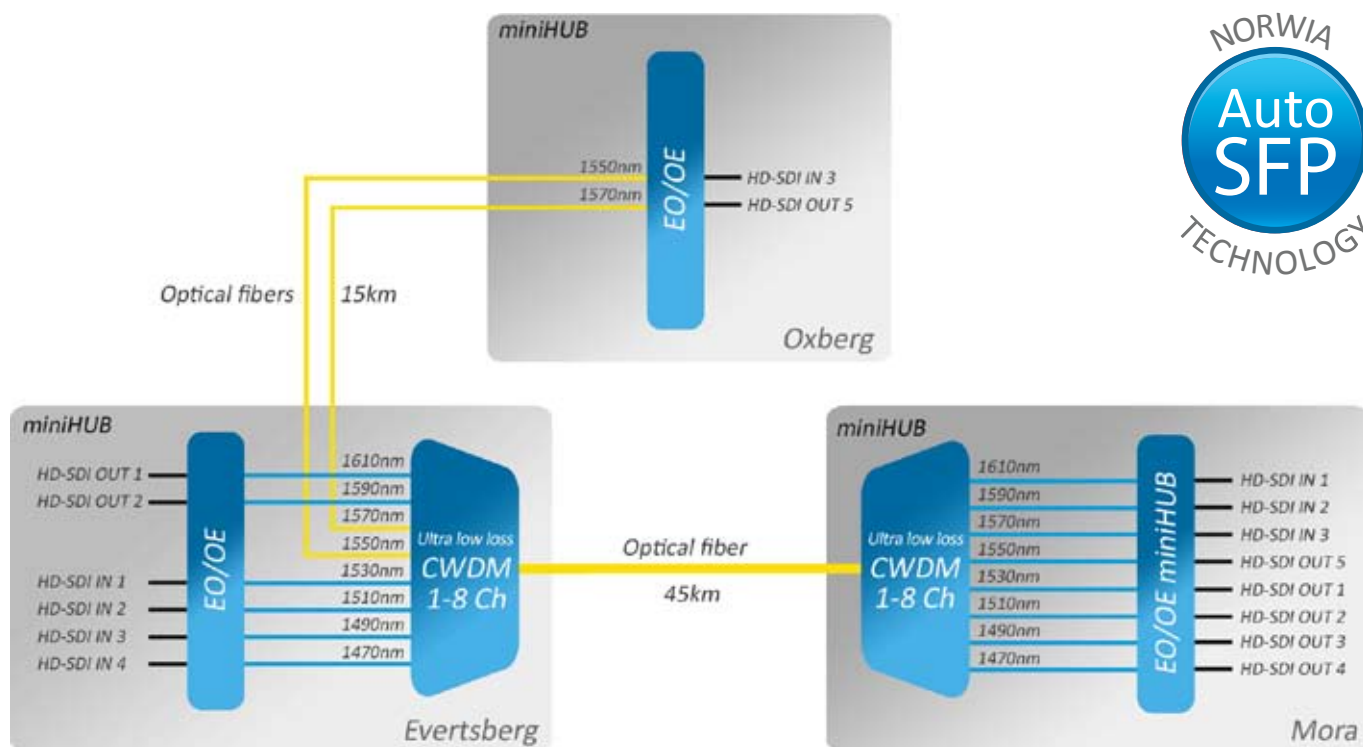 miniHUB
1550nm
1570nm
EO/OE
HD-SDI IN 3
HD-SDI OUT 5
Oxberg
NORWIA
Auto
SFP
TECHNOLOGY
Optical fibers
15km
miniHUB
HD-SDI OUT 1
HD-SDI OUT 2
HD-SDI IN 1
HD-SDI IN 2
HD-SDI IN 3
HD-SDI IN 4
EO/OE
1610nm
1590nm
1570nm
1550nm
1530nm
1510nm
1490nm
1470nm
Ultra low loss
CWDM
1-8 Ch
Evertsberg
Optical fiber
45km
miniHUB
Ultra low loss
CWDM
1-8 Ch
1610nm
1590nm
1570nm
1550nm
1530nm
1510nm
1490nm
1470nm
EO/OE miniHUB
HD-SDI IN 1
HD-SDI IN 2
HD-SDI IN 3
HD-SDI OUT 5
HD-SDI OUT 1
HD-SDI OUT 2
HD-SDI OUT 3
HD-SDI OUT 4
Mora